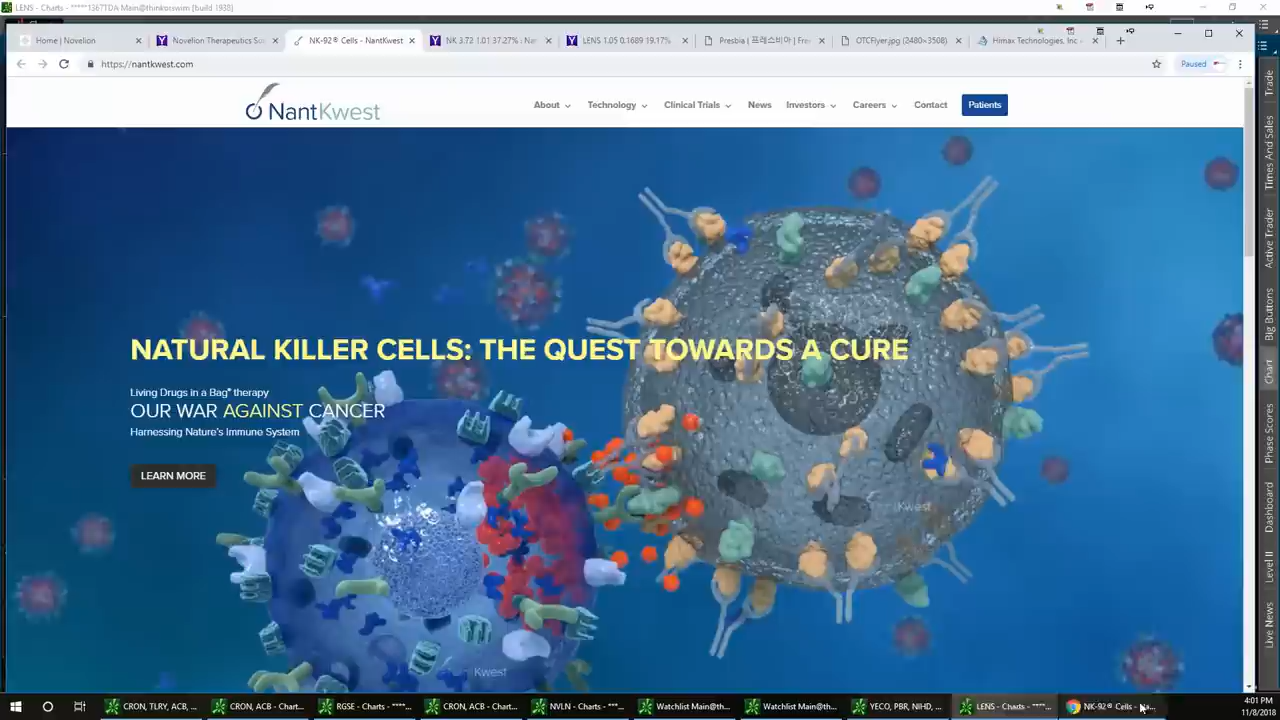 LENS - Charts - *****1367TDA Main@thinkorswim [build 1938]
Home | Novelion
Novelion Therapeutics So
NK-92® Cells - NantKwest
NK 3.72 1.01 37.27% : Na
LENS 1.05 0.1689 19.17%
Presbia | 프레스비아 | Free
OTCFlyer.jpg (2480×3508)
Himax Technologies, Inc -
https://nantkwest.com
Paused
NantKwest
About
Technology
Clinical Trials
News
Investors
Careers
Contact
Patients
NATURAL KILLER CELLS: THE QUEST TOWARDS A CURE
Living Drugs in a Bag® therapy
OUR WAR AGAINST CANCER
Harnessing Nature's Immune System
LEARN MORE
Kwest
Kwest
Trade
Times And Sales
Active Trader
Big Buttons
Chart
Phase Scores
Dashboard
Level II
Live News
CRON, TLRY, ACB, ...
CRON, ACB - Chart...
RGSE - Charts - ****...
CRON, ACB - Chart...
NVLN - Charts - ****...
Watchlist Main@th...
Watchlist Main@th...
YECO, PBR, NIHD, ...
LENS - Charts - ****...
NK-92® Cells - Na...
4:01 PM
11/8/2018